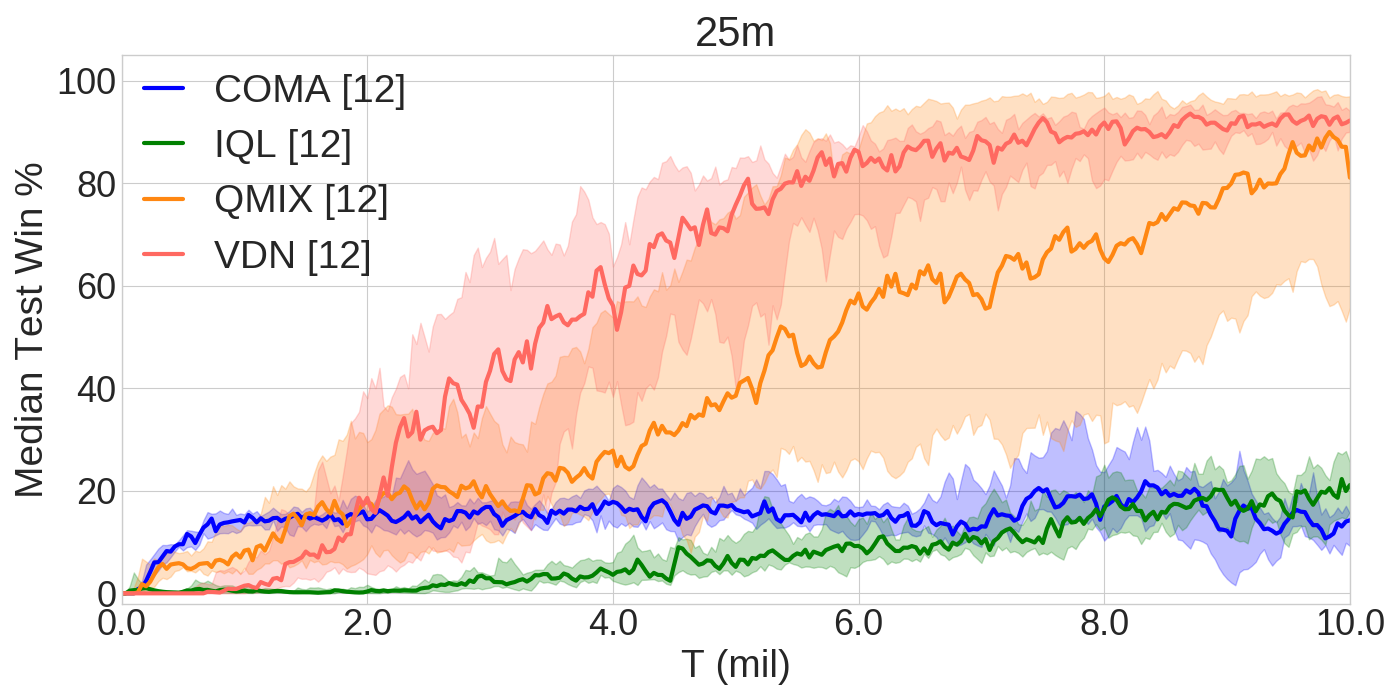 25m
100
80
60
40
20
0
Median Test Win %
COMA [12]
IQL [12]
QMIX [12]
VDN [12]
0.0 2.0 4.0 6.0 8.0 10.0
T (mil)